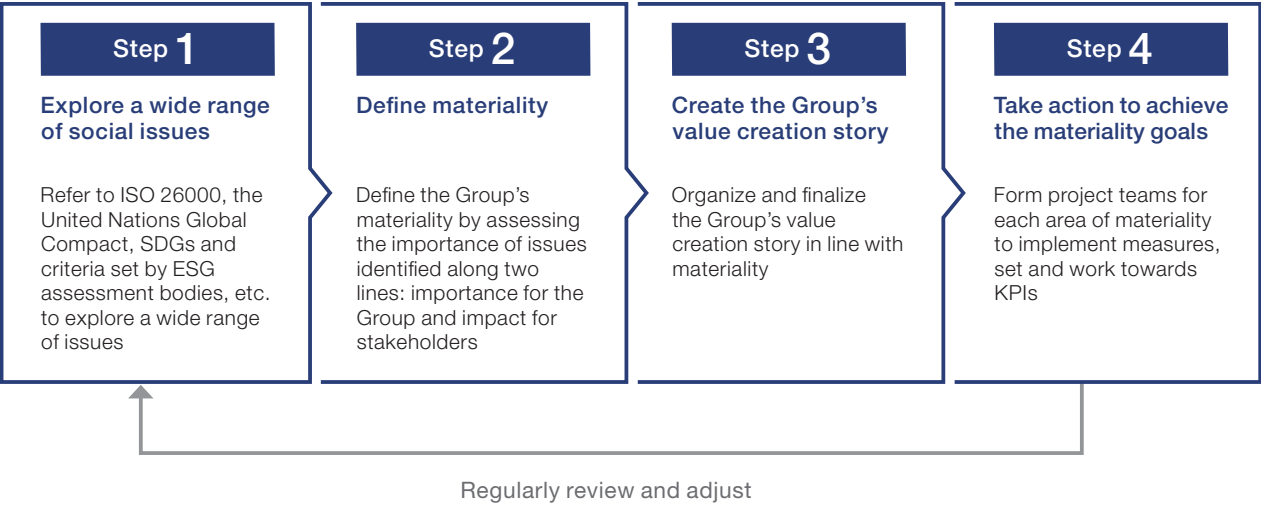 Step 1
Explore a wide range
of social issues
Refer to ISO 26000, the
United Nations Global
Compact, SDGs and
criteria set by ESG
assessment bodies, etc.
to explore a wide range
of issues
Step 2
Define materiality
Define the Group’s
materiality by assessing
the importance of issues
identified along two
lines: importance for the
Group and impact for
stakeholders
Step 3
Create the Group’s
value creation story
Organize and finalize
the Group’s value
creation story in line with
materiality
Step 4
Take action to achieve
the materiality goals
Form project teams for
each area of materiality
to implement measures,
set and work towards
KPIs
Regularly review and adjust